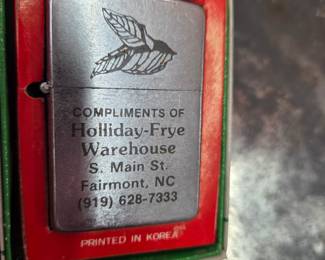 COMPLIMENTS OF
Holliday-Frye
Warehouse
S. Main St.
Fairmont, NC
(919) 628-7333
PRINTED IN KOREA